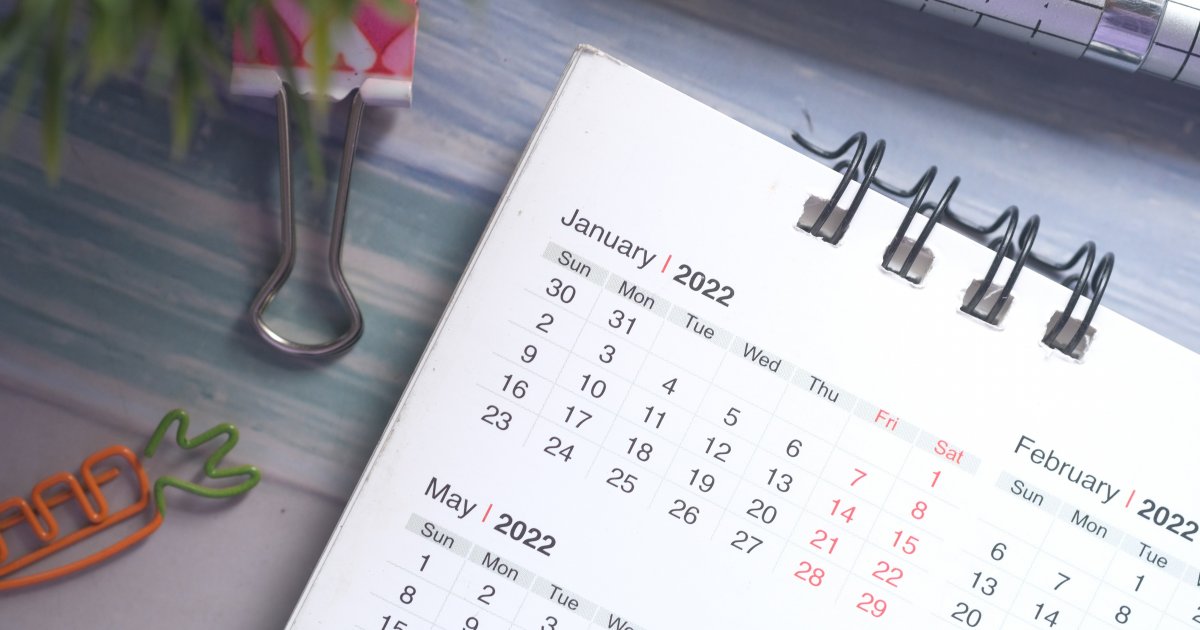 January | 2022
Sun Mon Tue Wed Thu Fri Sat
30 31 1
2 3 4 5 6 7 8
9 10 11 12 13 14 15
16 17 18 19 20 21 22
23 24 25 26 27 28 29
February | 2022
Sun Mon Tue
1
6 7 8
13 14
20
May | 2022
Sun Mon Tue We
1 2 3
8 9
15